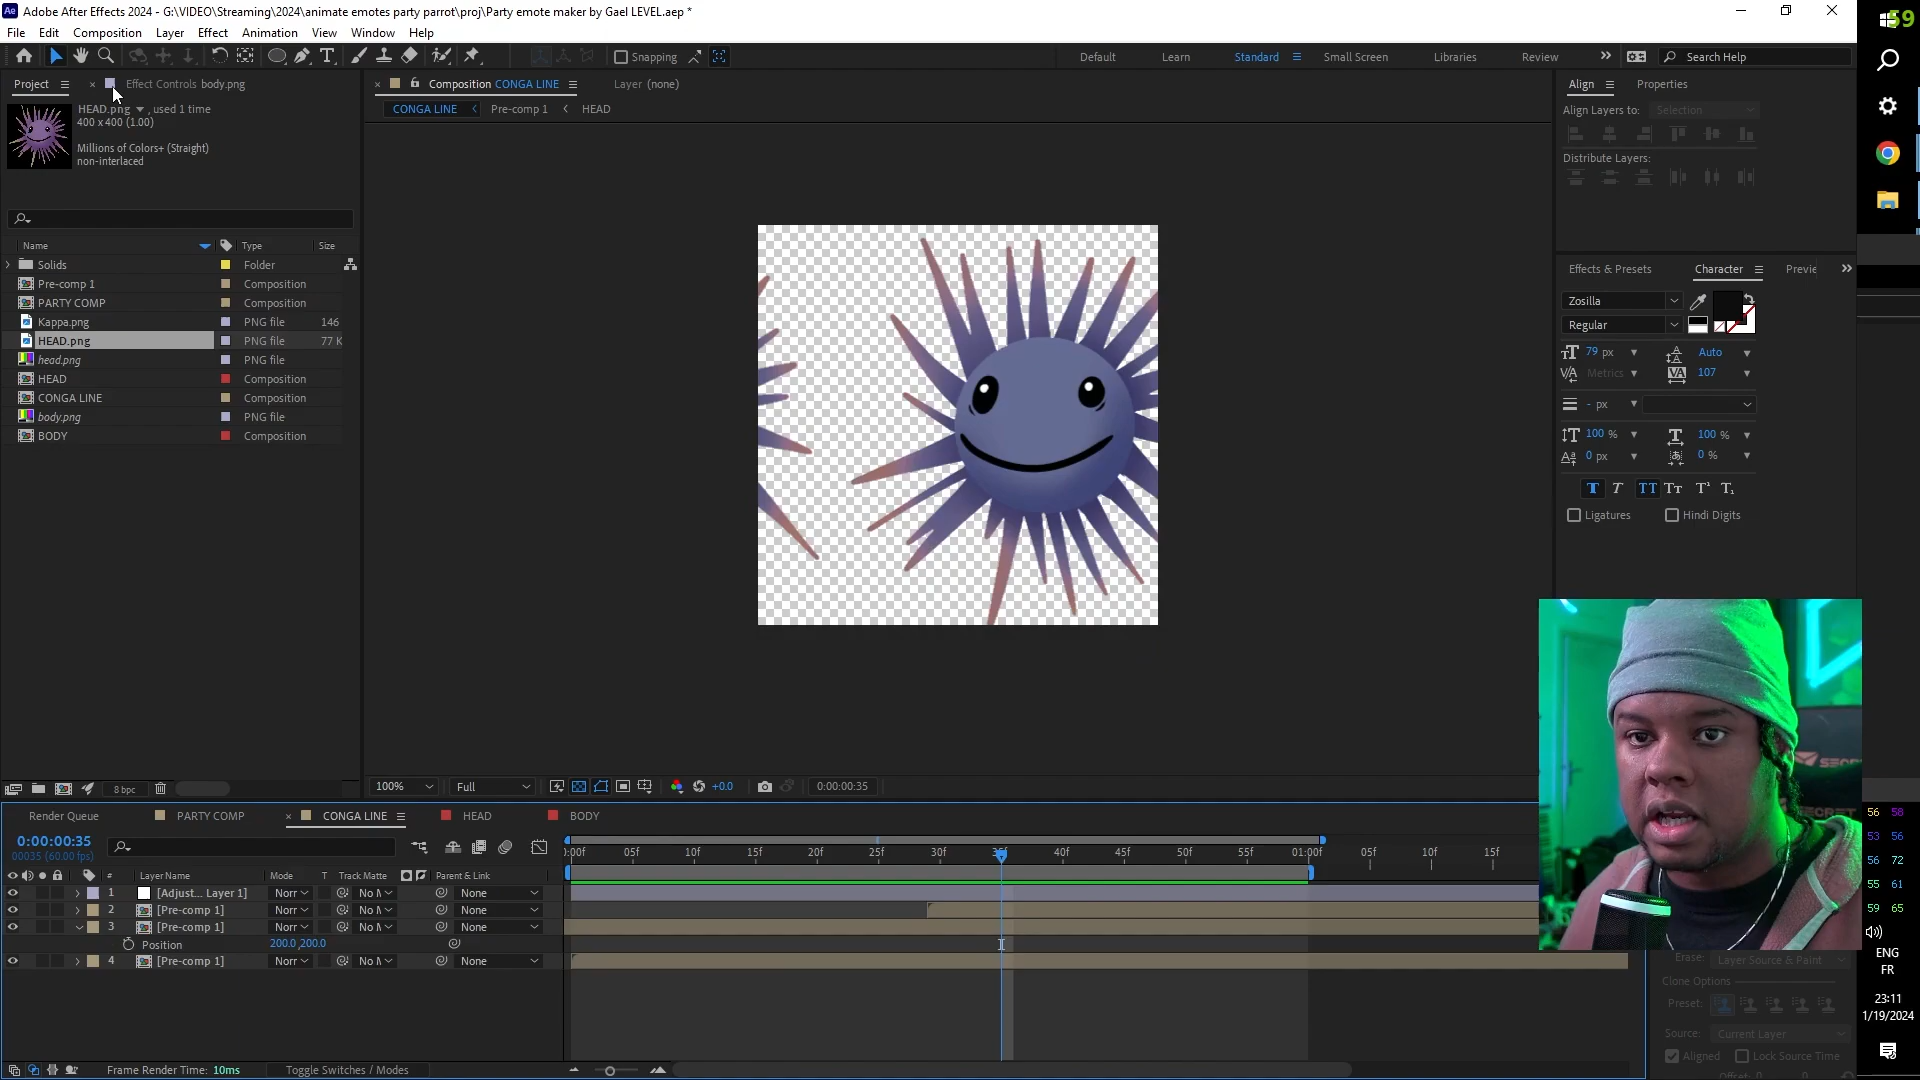 Adobe After Effects 2024 - G:\VIDEO\Streaming\2024\animate emotes party parrot\proj\Party emote maker by Gael LEVEL.aep *
59
File Edit Composition Layer Effect Animation View Window Help
Snapping
Default Learn Standard Small Screen Libraries Review Search Help
Project Effect Controls body.png
Composition CONGA LINE
Layer (none)
Align Properties
CONGA LINE Pre-comp 1 HEAD
HEAD.png , used 1 time
400 x 400 (1.00)
Millions of Colors+ (Straight)
non-interlaced
Align Layers to: Selection
Distribute Layers:
Name Type Size
Solids Folder
Pre-comp 1 Composition
PARTY COMP Composition
Kappa.png PNG file 146
HEAD.png PNG file 77 K
head.png PNG file
HEAD Composition
CONGA LINE Composition
body.png PNG file
BODY Composition
Effects & Presets Character Previe
Zosilla
Regular
79 px Auto
Metrics 107
- px
100 % 100 %
0 px 0 %
T T TT Tt T¹ T₁
Ligatures Hindi Digits
8 bpc
100% Full +0.0 0:00:00:35
Render Queue PARTY COMP CONGA LINE HEAD BODY
0:00:00:35
00035 (60.00 fps)
0:00f 05f 10f 15f 20f 25f 30f 40f 45f 50f 55f 01:00f 05f 10f 15f
# Layer Name Mode T Track Matte Parent & Link
1 [Adjust... Layer 1] Norr No M None
2 [Pre-comp 1] Norr No M None
3 [Pre-comp 1] Norr No M None
Position 200.0,200.0
4 [Pre-comp 1] Norr No M None
Frame Render Time: 10ms Toggle Switches / Modes
Erase: Layer Source & Paint
Clone Options
Preset:
Source: Current Layer
Aligned Lock Source Time
56 58
53 56
56 72
55 61
59 65
ENG
FR
23:11
1/19/2024